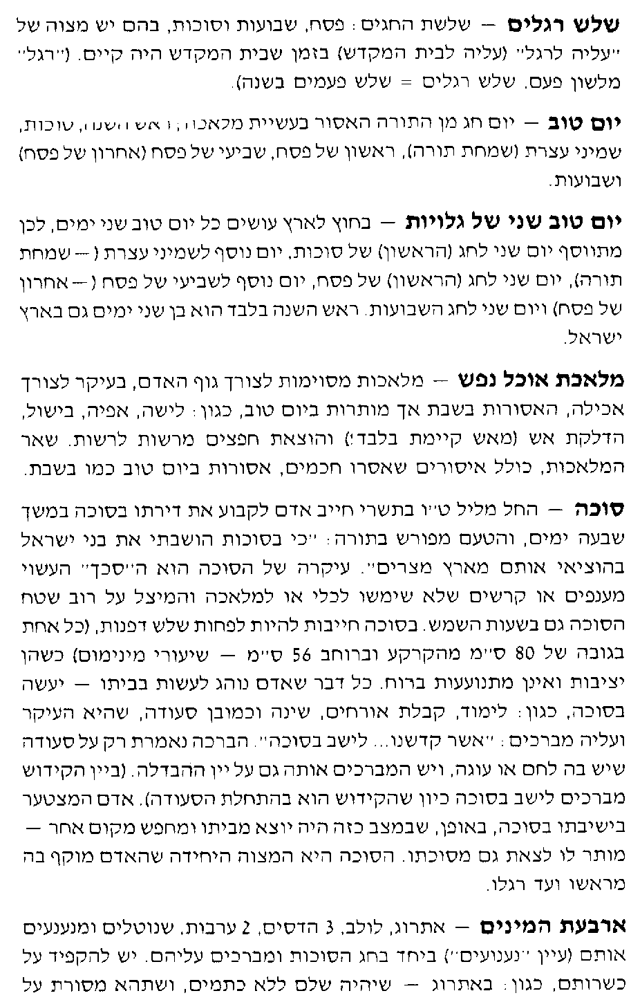 שלש רגלים — שלשת החגים: פסח, שבועות וסוכות, בהם יש מצוה של
"עליה לרגל" (עליה לבית המקדש) בזמן שבית המקדש היה קיים. ("רגל"
מלשון פעם. שלש רגלים = שלש פעמים בשנה).
יום טוב — יום חג מן התורה האסור בעשיית מלאכה; ראש השנה, סוכות,
שמיני עצרת (שמחת תורה), ראשון של פסח, שביעי של פסח (אחרון של פסח)
ושבועות.
יום טוב שני של גלויות — בחוץ לארץ עושים כל יום טוב שני ימים, לכן
מתווסף יום שני לחג (הראשון) של סוכות, יום נוסף לשמיני עצרת (— שמחת
תורה), יום שני לחג (הראשון) של פסח, יום נוסף לשביעי של פסח (— אחרון
של פסח) ויום שני לחג השבועות. ראש השנה בלבד הוא בן שני ימים גם בארץ
ישראל.
מלאכת אוכל נפש — מלאכות מסוימות לצורך גוף האדם, בעיקר לצורך
אכילה, האסורות בשבת אך מותרות ביום טוב, כגון: לישה, אפיה, בישול,
הדלקת אש (מאש קיימת בלבד!) והוצאת חפצים מרשות לרשות. שאר
המלאכות, כולל איסורים שאסרו חכמים, אסורות ביום טוב כמו בשבת.
סוכה — החל מליל ט"ו בתשרי חייב אדם לקבוע את דירתו בסוכה במשך
שבעה ימים, והטעם מפורש בתורה: "כי בסוכות הושבתי את בני ישראל
בהוציאי אותם מארץ מצרים". עיקרה של הסוכה הוא ה"סכך" העשוי
מענפים או קרשים שלא שימשו לכלי או למלאכה והמיצל על רוב שטח
הסוכה גם בשעות השמש. בסוכה חייבות להיות לפחות שלש דפנות, (כל אחת
בגובה של 80 ס"מ מהקרקע וברוחב 56 ס"מ — שיעורי מינימום) כשהן
יציבות ואינן מתנועעות ברוח. כל דבר שאדם נוהג לעשות בביתו — יעשה
בסוכה, כגון: לימוד, קבלת אורחים, שינה וכמובן סעודה, שהיא העיקר
ועליה מברכים: "אשר קדשנו... לישב בסוכה". הברכה נאמרת רק על סעודה
שיש בה לחם או עוגה, ויש המברכים אותה גם על יין ההבדלה. (ביין הקידוש
מברכים לישב בסוכה כיון שהקידוש הוא בהתחלת הסעודה). אדם המצטער
בישיבתו בסוכה, באופן, שבמצב כזה היה יוצא מביתו ומחפש מקום אחר —
מותר לו לצאת גם מסוכתו. הסוכה היא המצוה היחידה שהאדם מוקף בה
מראשו ועד רגלו.
ארבעת המינים — אתרוג, לולב, 3 הדסים, 2 ערבות, שנוטלים ומנענעים
אותם (עיין "נענועים") ביחד בחג הסוכות ומברכים עליהם. יש להקפיד על
כשרותם, כגון: באתרוג — שיהיה שלם ללא כתמים, ושתהא מסורת על